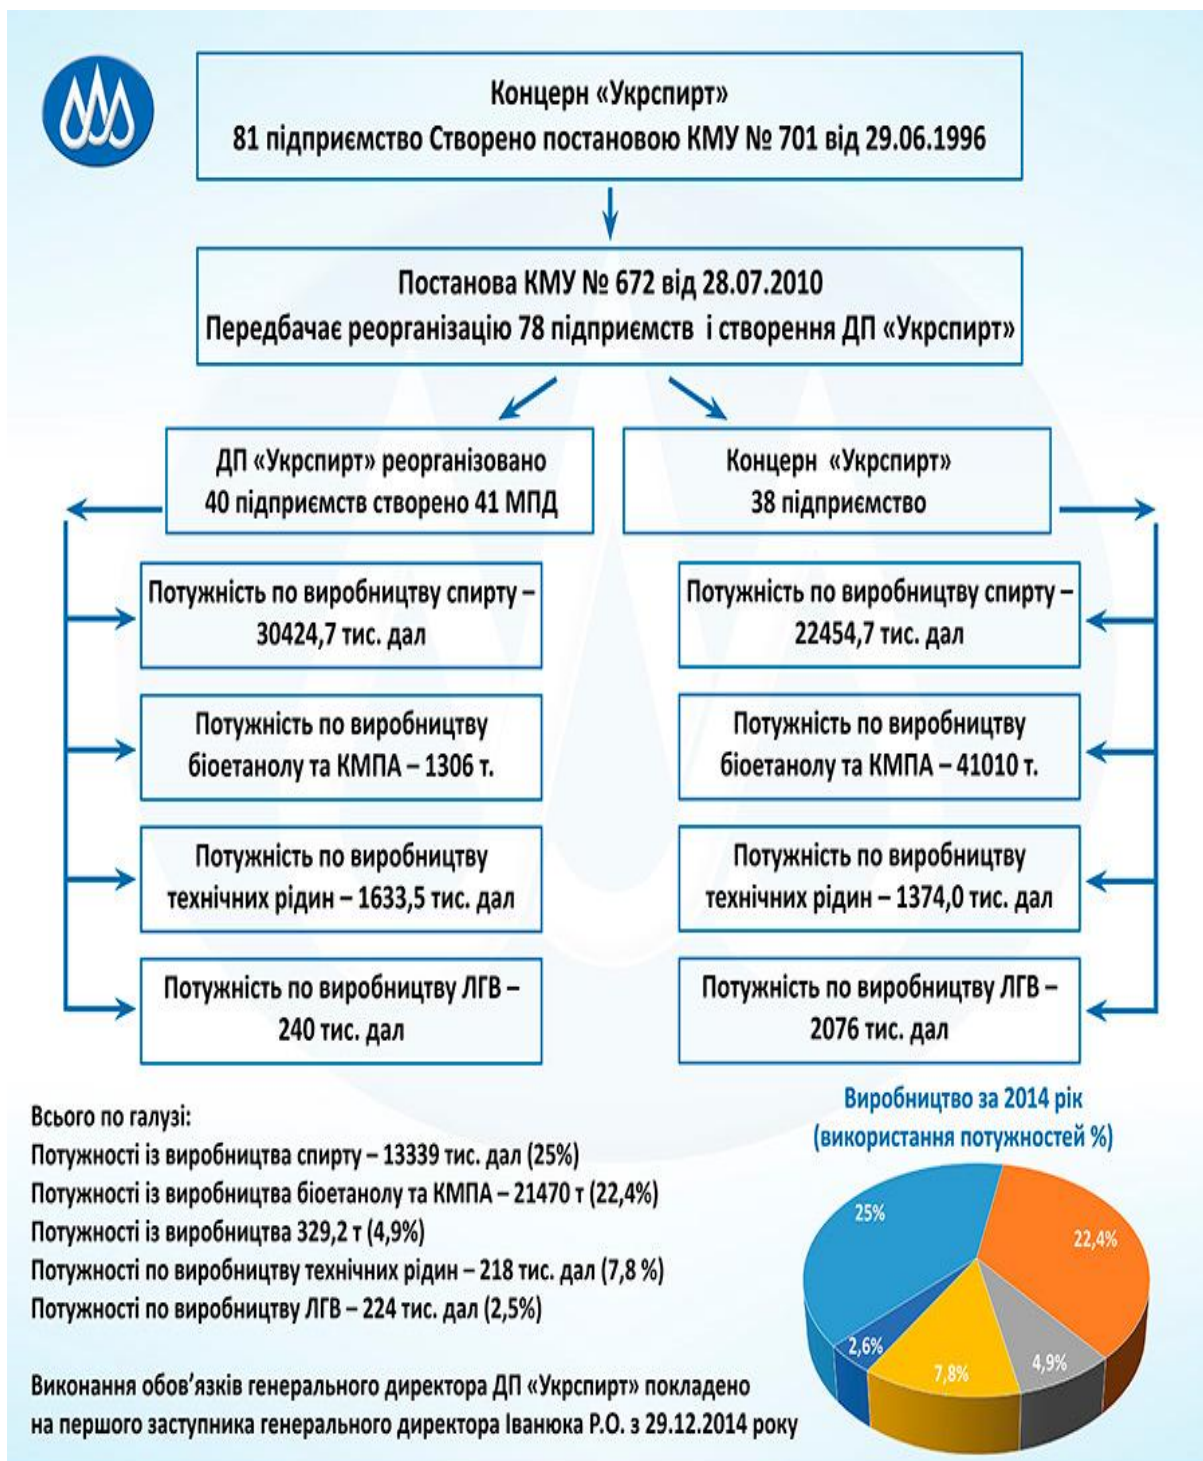 Концерн «Укрспирт»
81 підприємство Створено постановою КМУ № 701 від 29.06.1996
Постанова КМУ № 672 від 28.07.2010
Передбачає реорганізацію 78 підприємств і створення ДП «Укрспирт»
ДП «Укрспирт» реорганізовано
40 підприємств створено 41 МПД
Концерн «Укрспирт»
38 підприємство
Потужність по виробництву спирту –
30424,7 тис. дал
Потужність по виробництву спирту –
22454,7 тис. дал
Потужність по виробництву
біоетанолу та КМПА – 1306 т.
Потужність по виробництву
біоетанолу та КМПА – 41010 т.
Потужність по виробництву
технічних рідин – 1633,5 тис. дал
Потужність по виробництву
технічних рідин – 1374,0 тис. дал
Потужність по виробництву ЛГВ –
240 тис. дал
Потужність по виробництву ЛГВ –
2076 тис. дал
Всього по галузі:
Потужності із виробництва спирту – 13339 тис. дал (25%)
Потужності із виробництва біоетанолу та КМПА – 21470 т (22,4%)
Потужності із виробництва 329,2 т (4,9%)
Потужності по виробництву технічних рідин – 218 тис. дал (7,8 %)
Потужності по виробництву ЛГВ – 224 тис. дал (2,5%)
Виконання обов’язків генерального директора ДП «Укрспирт» покладено
на першого заступника генерального директора Іванюка Р.О. з 29.12.2014 року
Виробництво за 2014 рік
(використання потужностей %)
25%
22,4%
2,6%
7,8%
4,9%